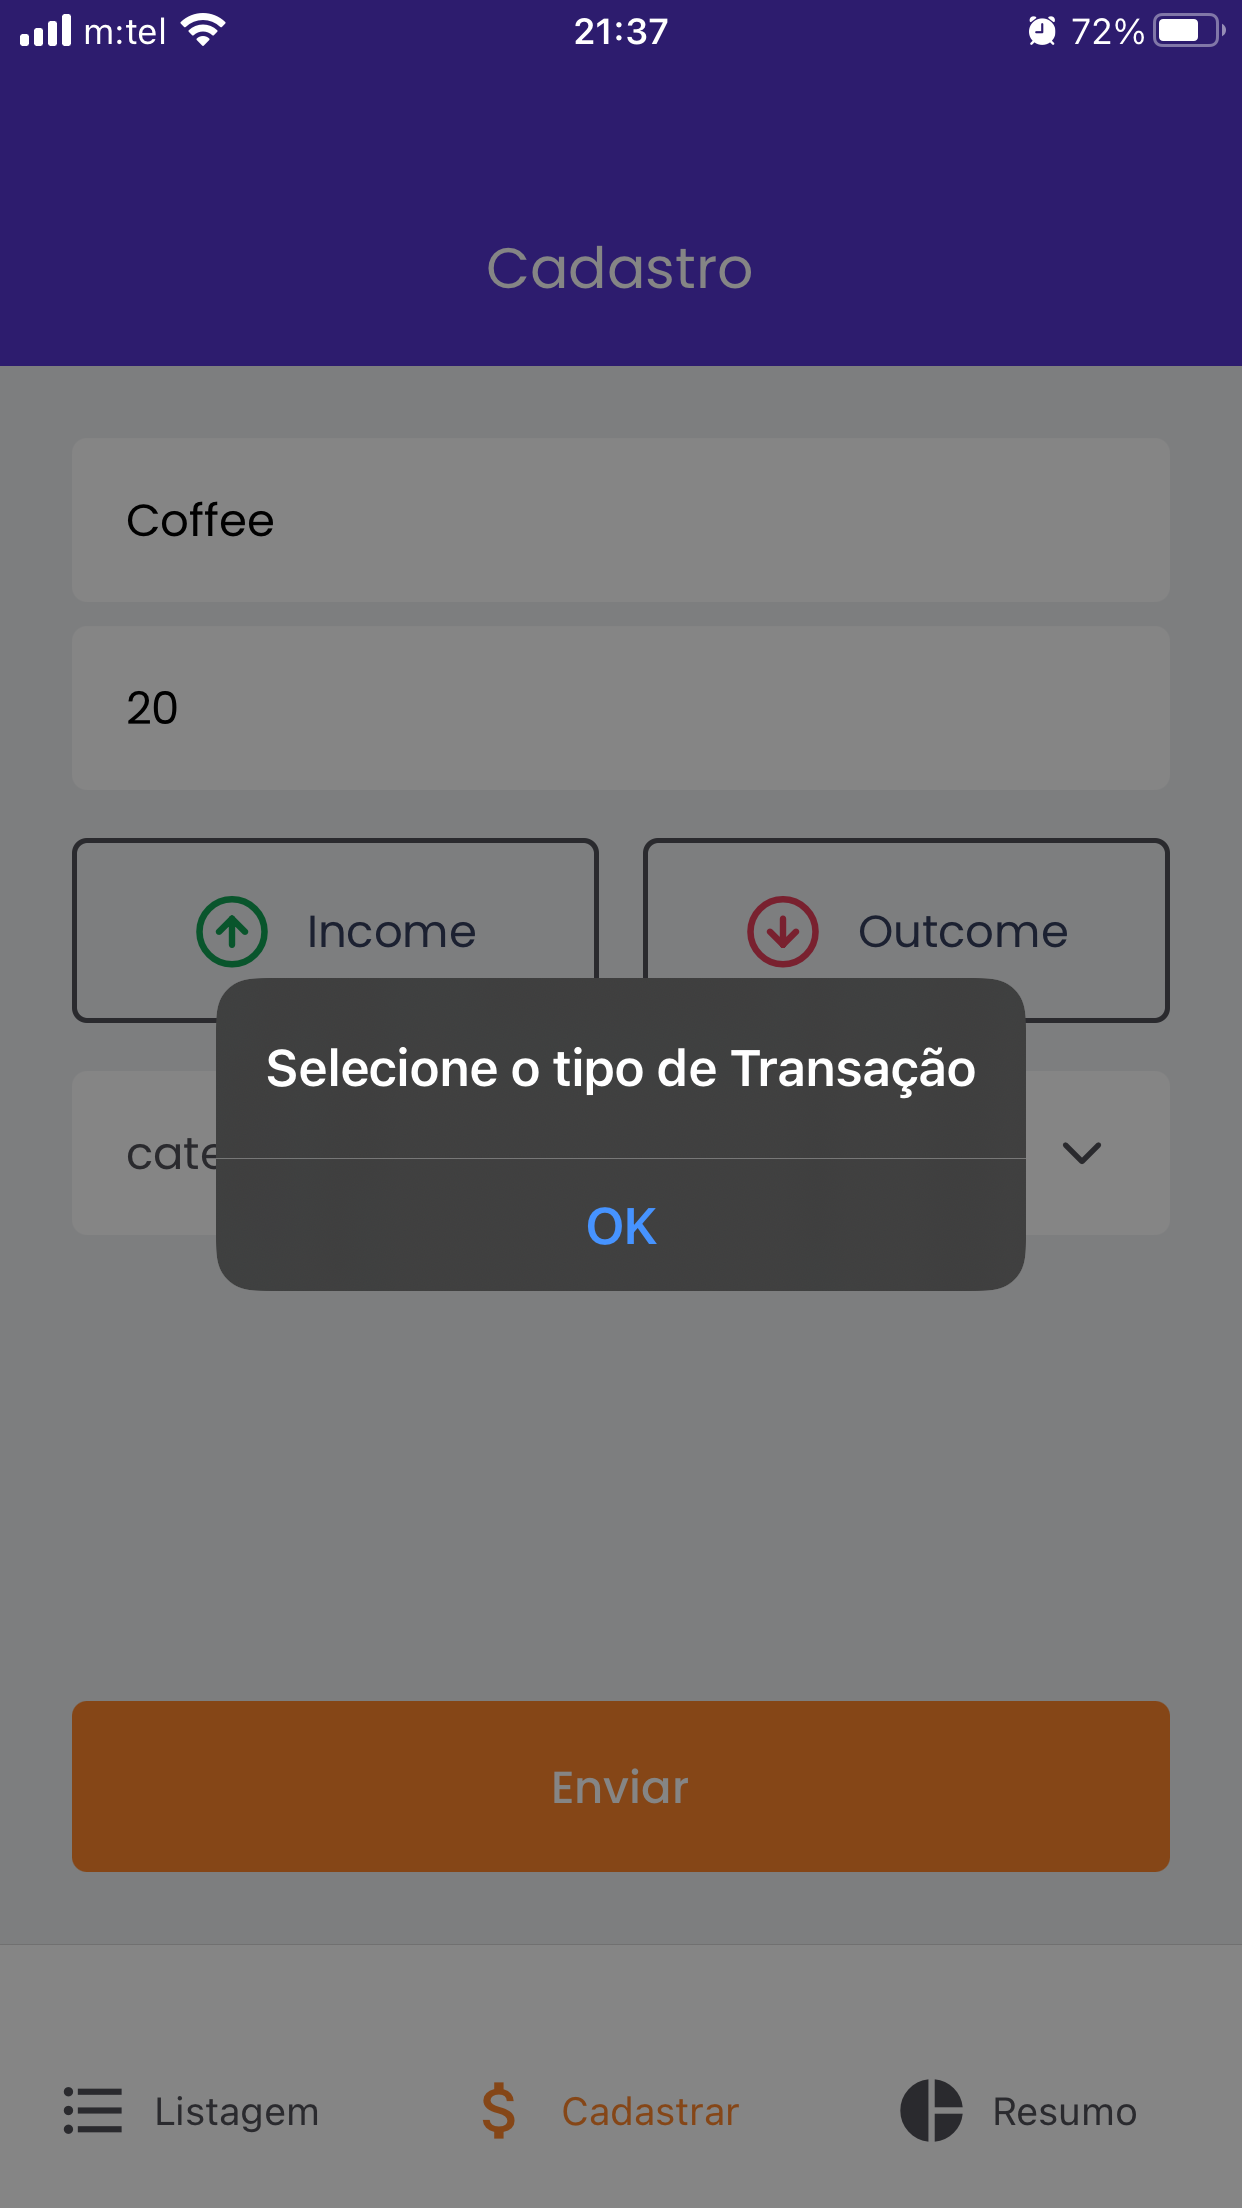 m:tel 21:37 72%
Cadastro
Coffee
20
Income Outcome
Selecione o tipo de Transação
cate
OK
Enviar
Listagem Cadastrar Resumo